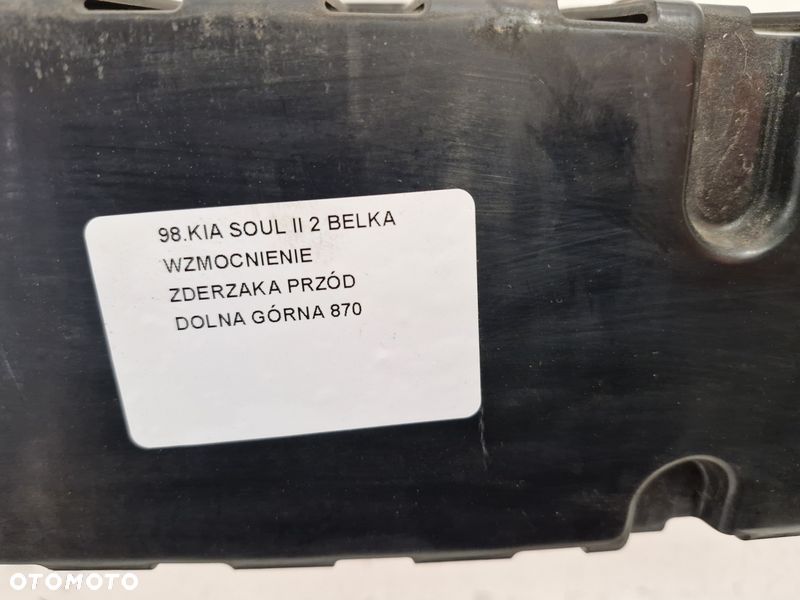 98.KIA SOUL II 2 BELKA
WZMOCNIENIE
ZDERZAKA PRZÓD
DOLNA GÓRNA 870
OTOMOTO